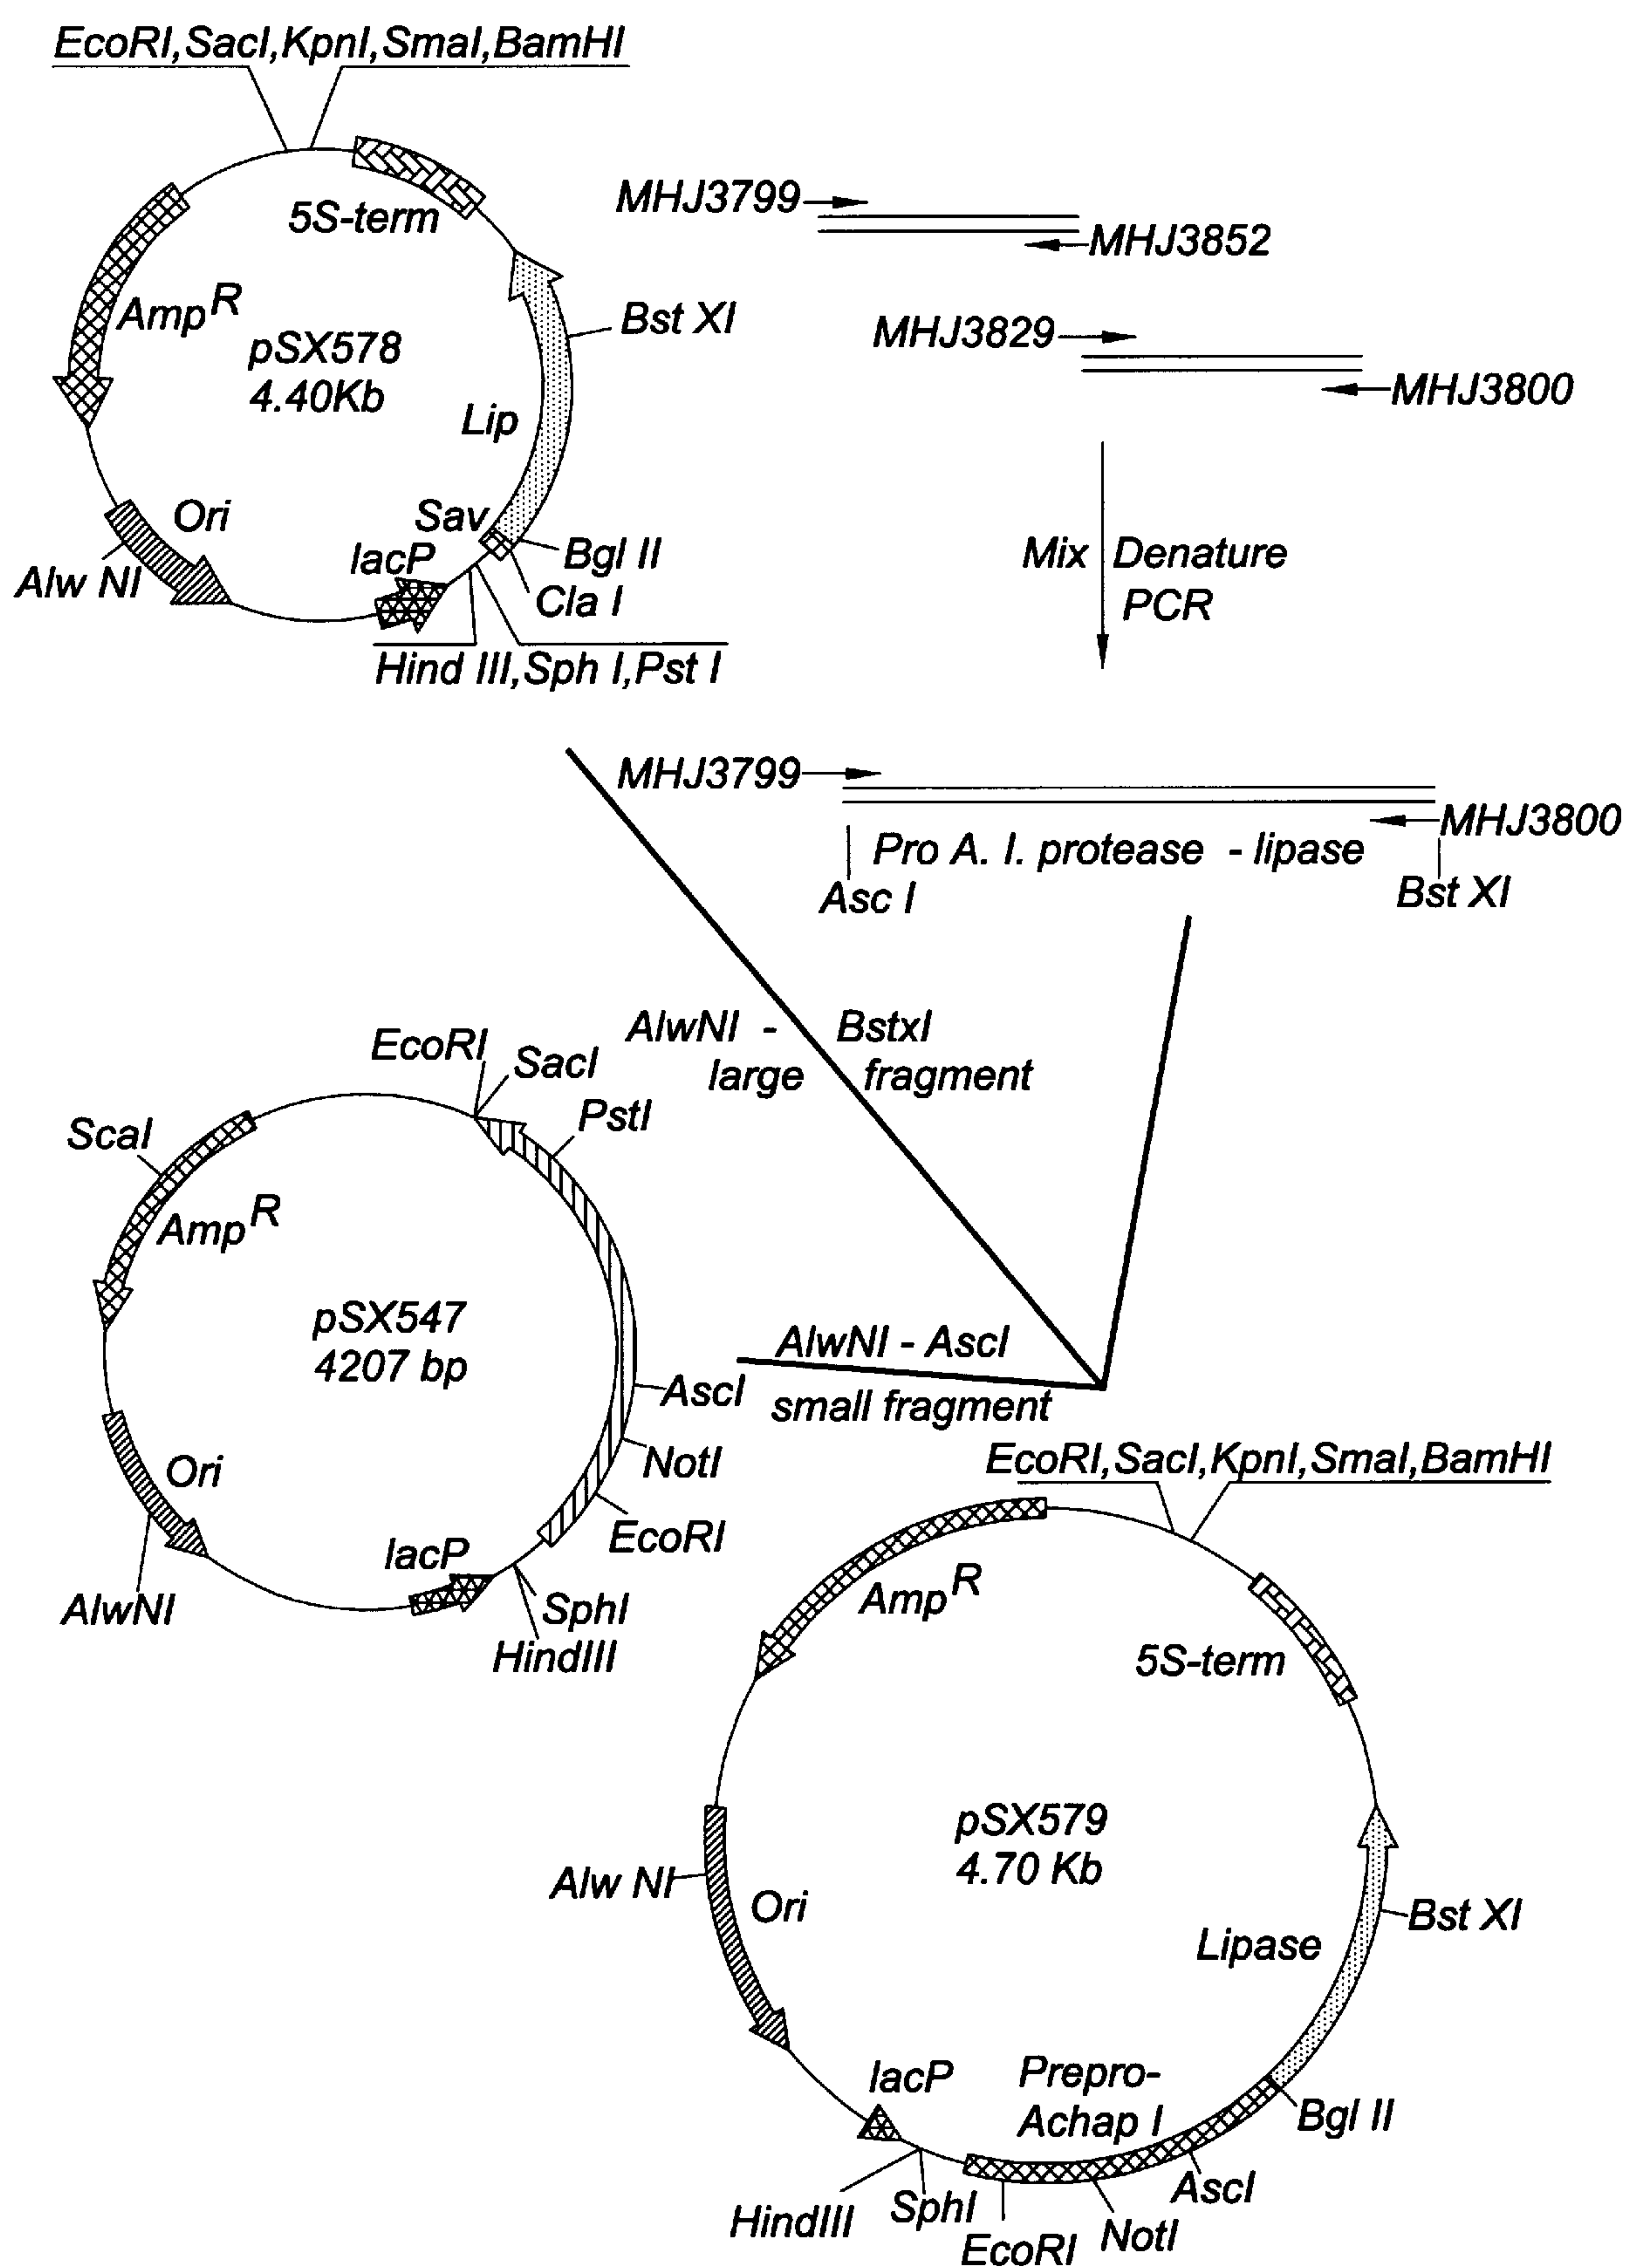 EcoRI,SacI,KpnI,SmaI,BamHI
5S-term
Amp R
pSX578
4.40Kb
Bst XI
Lip
Ori
Sav
lacP
Alw NI
Bgl II
Cla I
Hind III,Sph I,Pst I
MHJ3799
MHJ3852
MHJ3829
MHJ3800
Mix Denature
PCR
MHJ3799
MHJ3800
Pro A. l. protease - lipase
Asc I
Bst XI
AlwNI - BstxI
large fragment
EcoRI
SacI
PstI
ScaI
Amp R
pSX547
4207 bp
AscI
NotI
EcoRI
Ori
lacP
AlwNI
SphI
HindIII
AlwNI - AscI
small fragment
EcoRI,SacI,KpnI,SmaI,BamHI
Amp R
5S-term
pSX579
4.70 Kb
Alw NI
Ori
Bst XI
Lipase
lacP
Prepro-
Achap I
Bgl II
AscI
HindIII
SphI
EcoRI
NotI